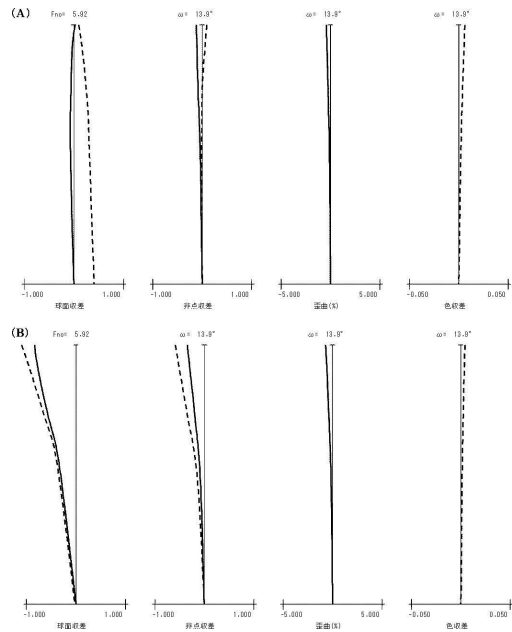 (A)
Fno= 5.92 ω= 13.9° ω= 13.9° ω= 13.9°
-1.000 1.000 -1.000 1.000 -5.000 5.000 -0.050 0.050
球面収差 非点収差 歪曲(%) 色収差
(B)
Fno= 5.92 ω= 13.9° ω= 13.9° ω= 13.9°
-1.000 1.000 -1.000 1.000 -5.000 5.000 -0.050 0.050
球面収差 非点収差 歪曲(%) 色収差